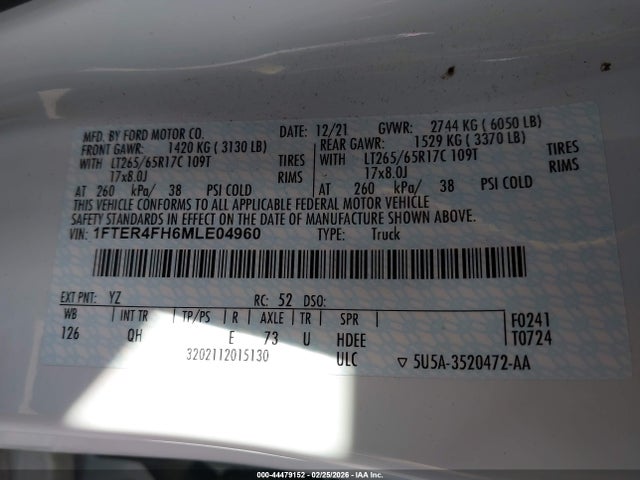 MFD. BY FORD MOTOR CO. DATE: 12/21 GVWR: 2744 KG ( 6050 LB)
FRONT GAWR: 1420 KG ( 3130 LB) REAR GAWR: 1529 KG ( 3370 LB)
WITH LT265/65R17C 109T TIRES WITH LT265/65R17C 109T TIRES
17x8.0J RIMS 17x8.0J RIMS
AT 260 kPa/ 38 PSI COLD AT 260 kPa/ 38 PSI COLD
THIS VEHICLE CONFORMS TO ALL APPLICABLE FEDERAL MOTOR VEHICLE
SAFETY STANDARDS IN EFFECT ON THE DATE OF MANUFACTURE SHOWN ABOVE.
VIN: 1FTER4FH6MLE04960 TYPE: Truck
EXT PNT: YZ RC: 52 DSO:
WB INT TR TP/PS R AXLE TR SPR F0241
126 QH E 73 U HDEE T0724
3202112015130 ULC ▽ 5U5A-3520472-AA
000-44479152 - 02/25/2026 - IAA Inc.